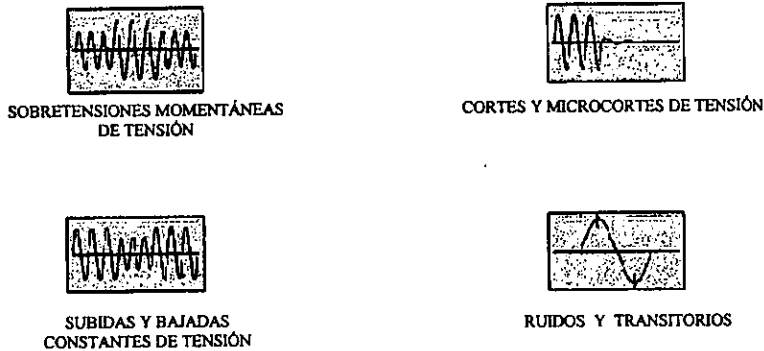 SOBRETENSIONES MOMENTÁNEAS
DE TENSIÓN
CORTES Y MICROCORTES DE TENSIÓN
SUBIDAS Y BAJADAS
CONSTANTES DE TENSIÓN
RUIDOS Y TRANSITORIOS